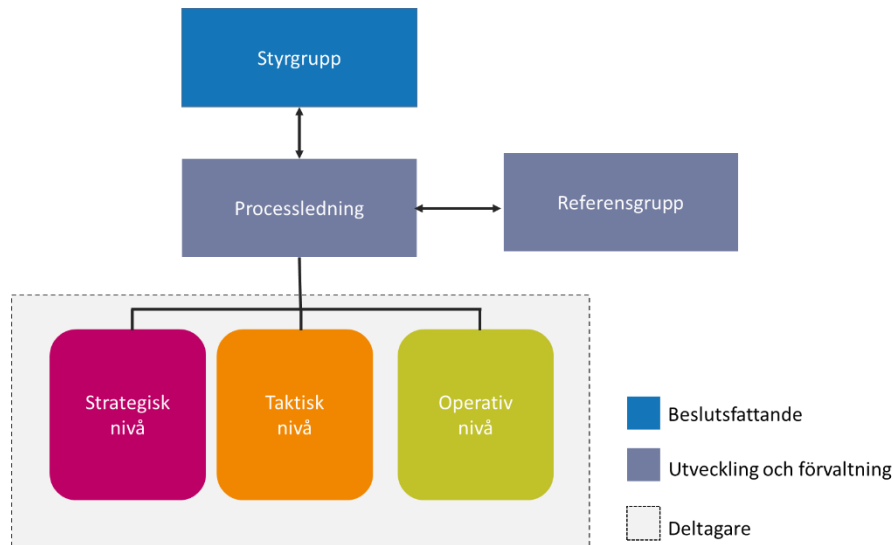 Styrgrupp
Processledning
Referensgrupp
Strategisk
nivå
Taktisk
nivå
Operativ
nivå
Beslutsfattande
Utveckling och förvaltning
Deltagare